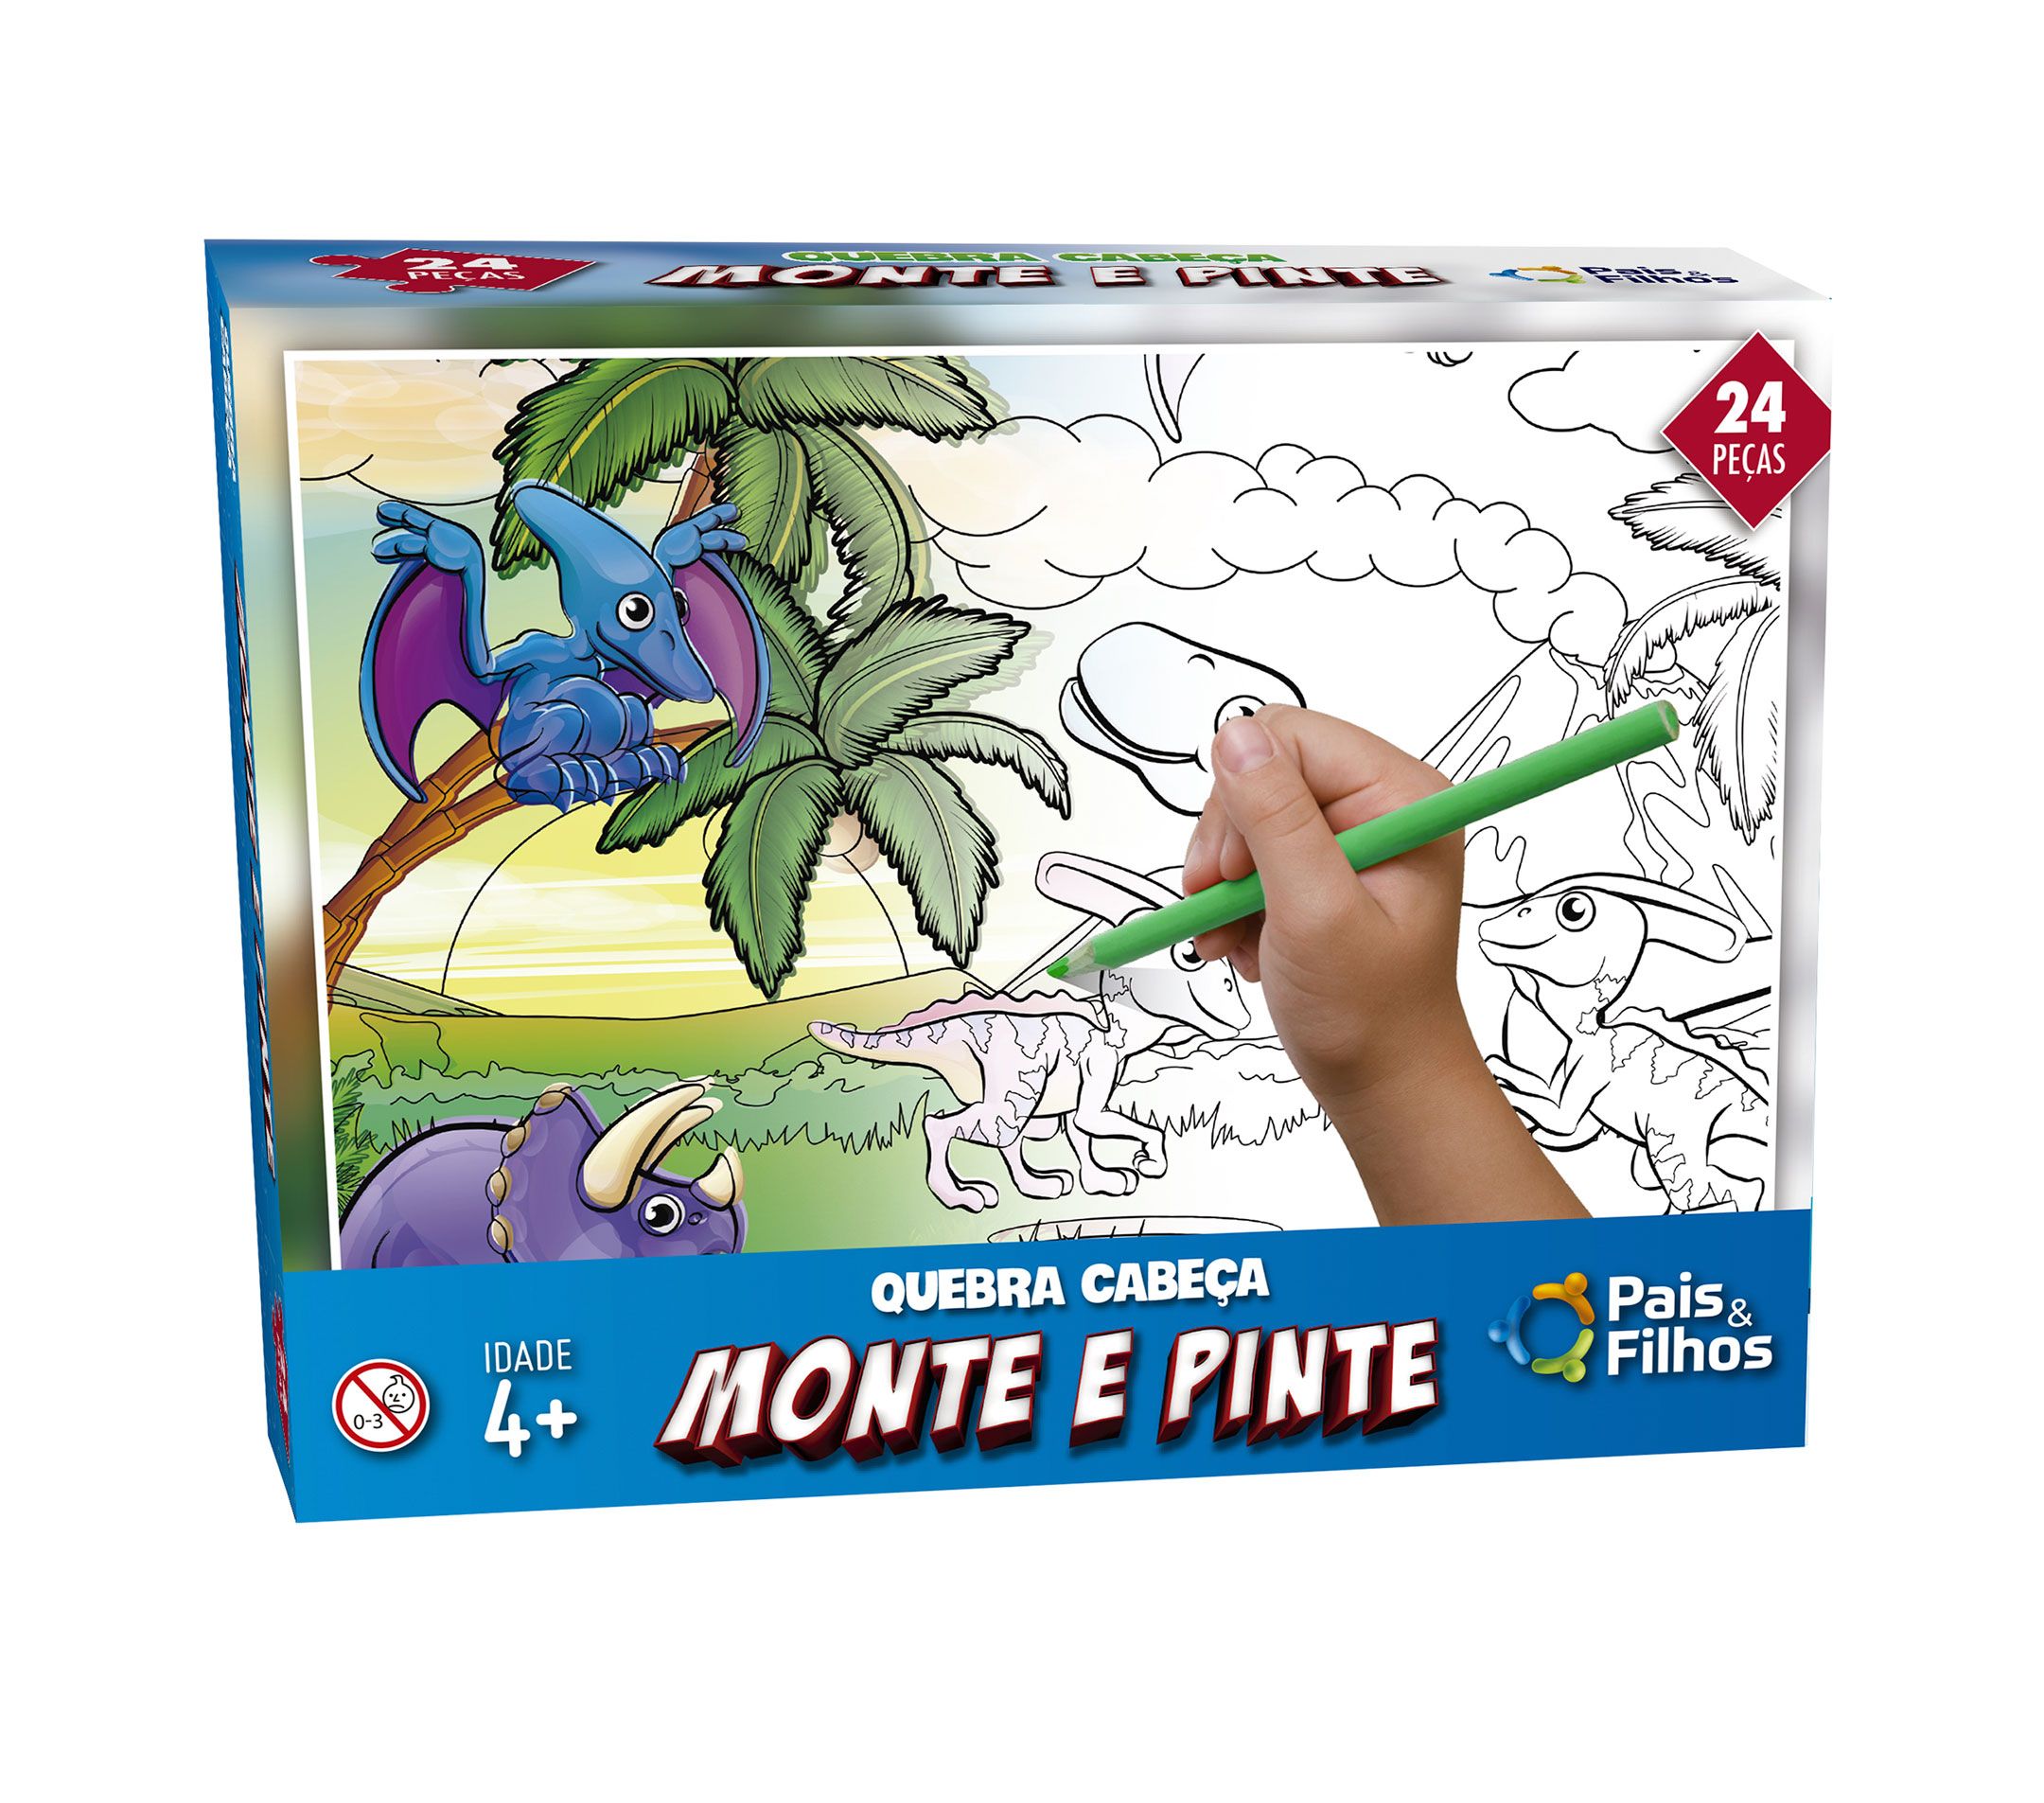 24
PEÇAS
QUEBRA CABEÇA
MONTE E PINTE
Pais &
Filhos
24
PEÇAS
QUEBRA CABEÇA
MONTE E PINTE
IDADE
4+
0-3
Pais &
Filhos